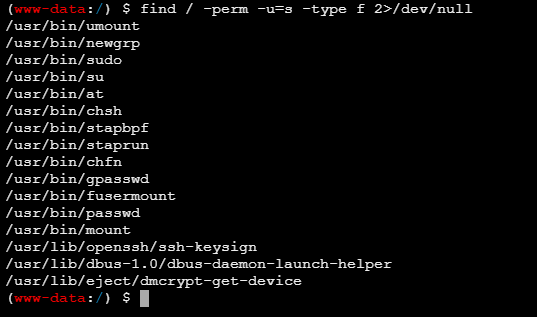 (www-data:/) $ find / -perm -u=s -type f 2>/dev/null
/usr/bin/umount
/usr/bin/newgrp
/usr/bin/sudo
/usr/bin/su
/usr/bin/at
/usr/bin/chsh
/usr/bin/stapbpf
/usr/bin/staprun
/usr/bin/chfn
/usr/bin/gpasswd
/usr/bin/fusermount
/usr/bin/passwd
/usr/bin/mount
/usr/lib/openssh/ssh-keysign
/usr/lib/dbus-1.0/dbus-daemon-launch-helper
/usr/lib/eject/dmcrypt-get-device
(www-data:/) $